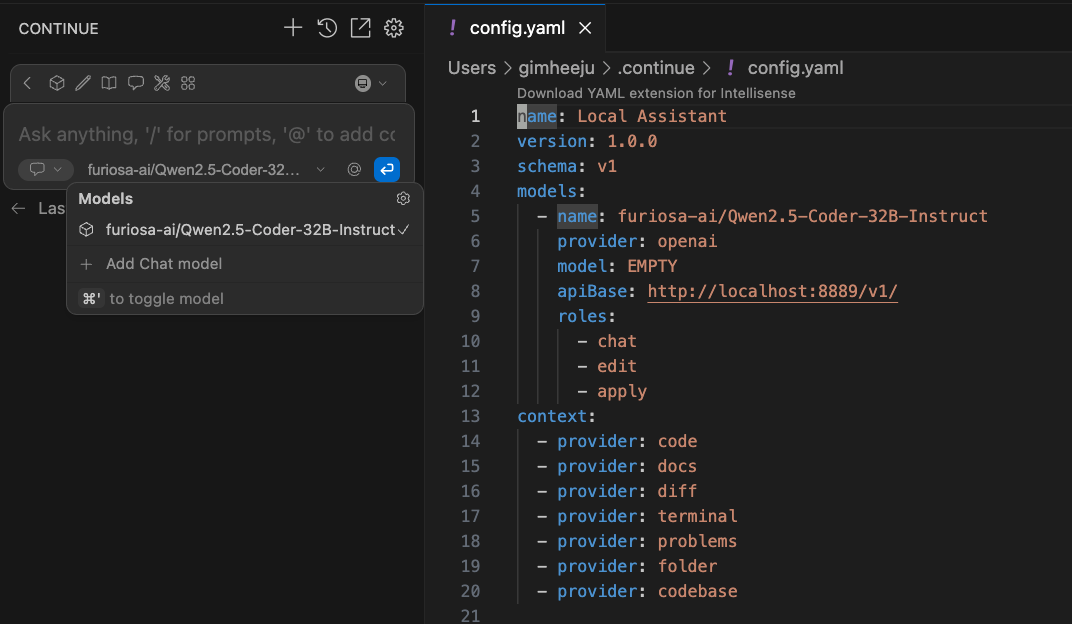 CONTINUE
Ask anything, '/' for prompts, '@' to add co
furiosa-ai/Qwen2.5-Coder-32...
Las
Models
furiosa-ai/Qwen2.5-Coder-32B-Instruct
Add Chat model
⌘' to toggle model
! config.yaml
Users > gimheeju > .continue > ! config.yaml
Download YAML extension for Intellisense
1 name: Local Assistant
2 version: 1.0.0
3 schema: v1
4 models:
5 - name: furiosa-ai/Qwen2.5-Coder-32B-Instruct
6 provider: openai
7 model: EMPTY
8 apiBase: http://localhost:8889/v1/
9 roles:
10 - chat
11 - edit
12 - apply
13 context:
14 - provider: code
15 - provider: docs
16 - provider: diff
17 - provider: terminal
18 - provider: problems
19 - provider: folder
20 - provider: codebase
21